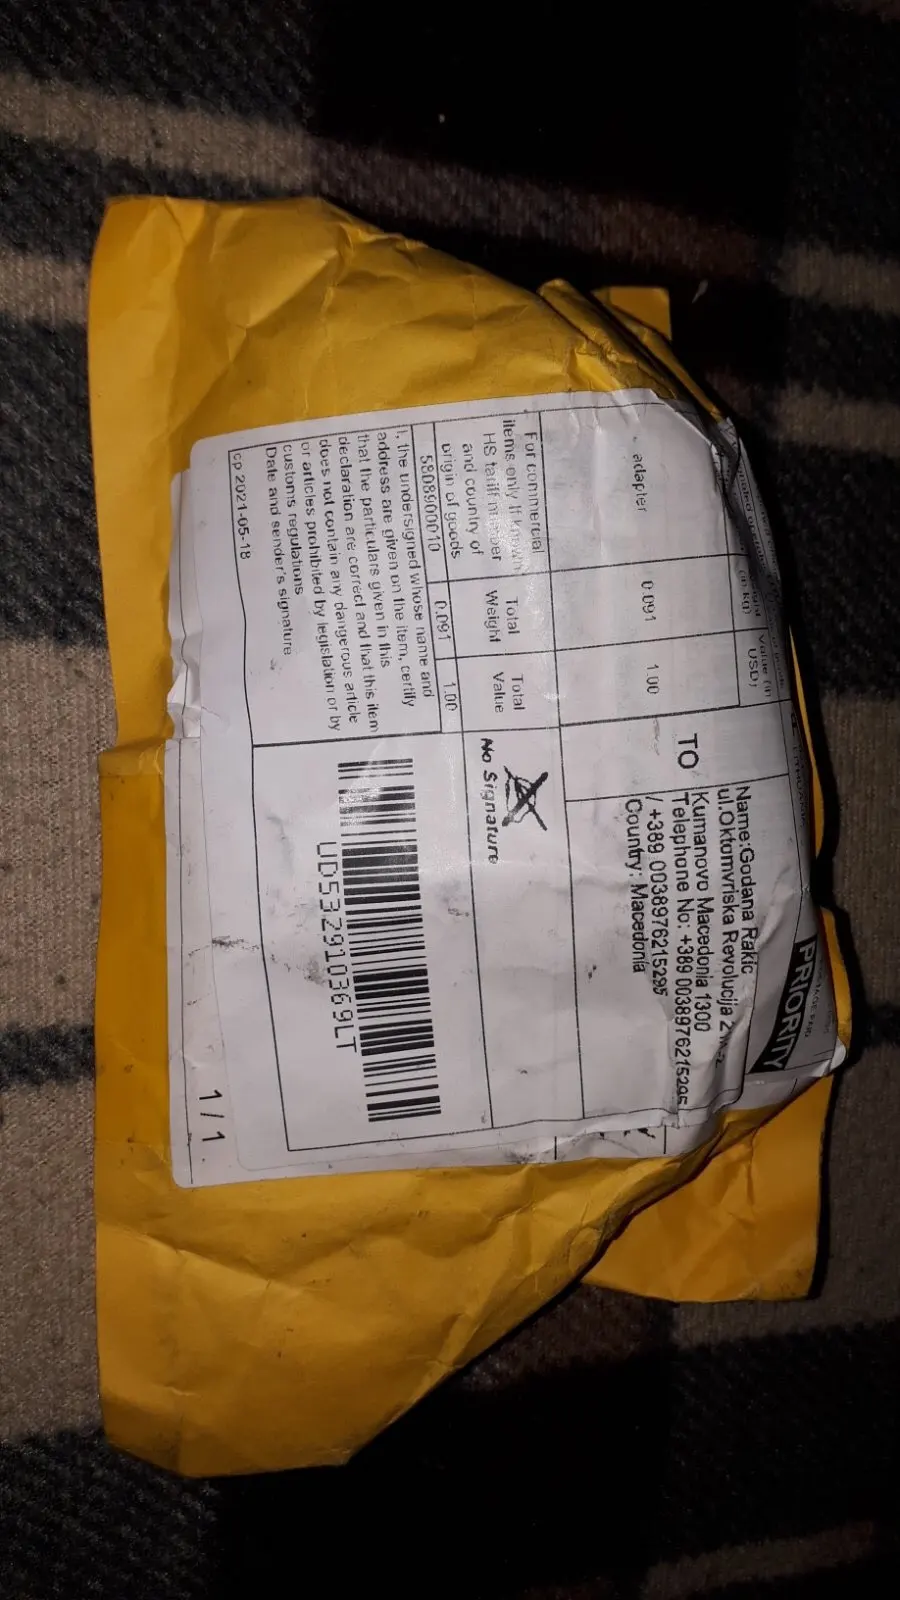 PRIORITY
Value (in
USD)
adapter
0.091
1.00
TO
Name:Godana Rakic
ul.Oktomvriska Revolucija
Kumanovo Macedonia 1300
Telephone No: +389 0038976215295
/ +389 0038976215295
Country: Macedonia
For commercial
items only If known
HS tariff number
and country of
origin of goods
Total
Weight
Total
Value
No Signature
5808900010
0.091
1.00
I, the undersigned whose name and
address are given on the item, certify
that the particulars given in this
declaration are correct and that this item
does not contain any dangerous article
or articles prohibited by legislation or by
customs regulations
Date and sender's signature
UD532910369LT
cp 2021-05-18
1 / 1